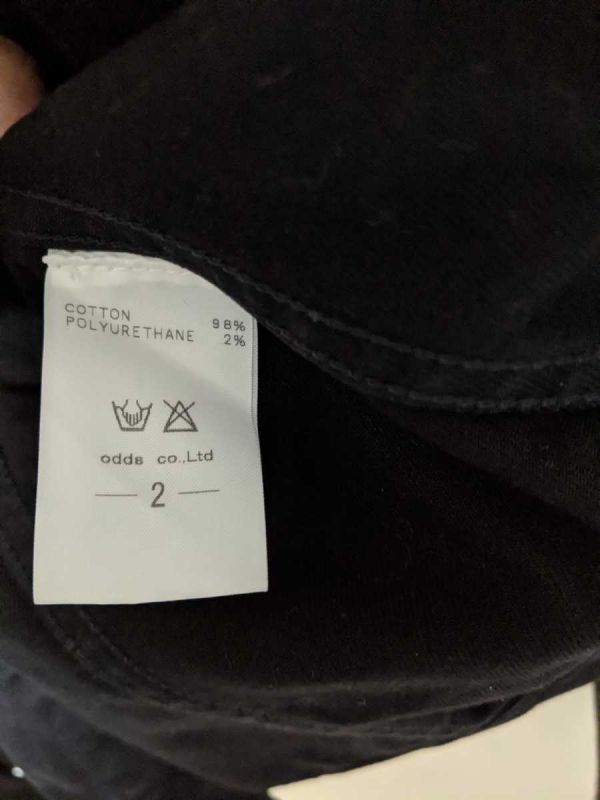 COTTON 98%
POLYURETHANE 2%
odds co.,Ltd
2